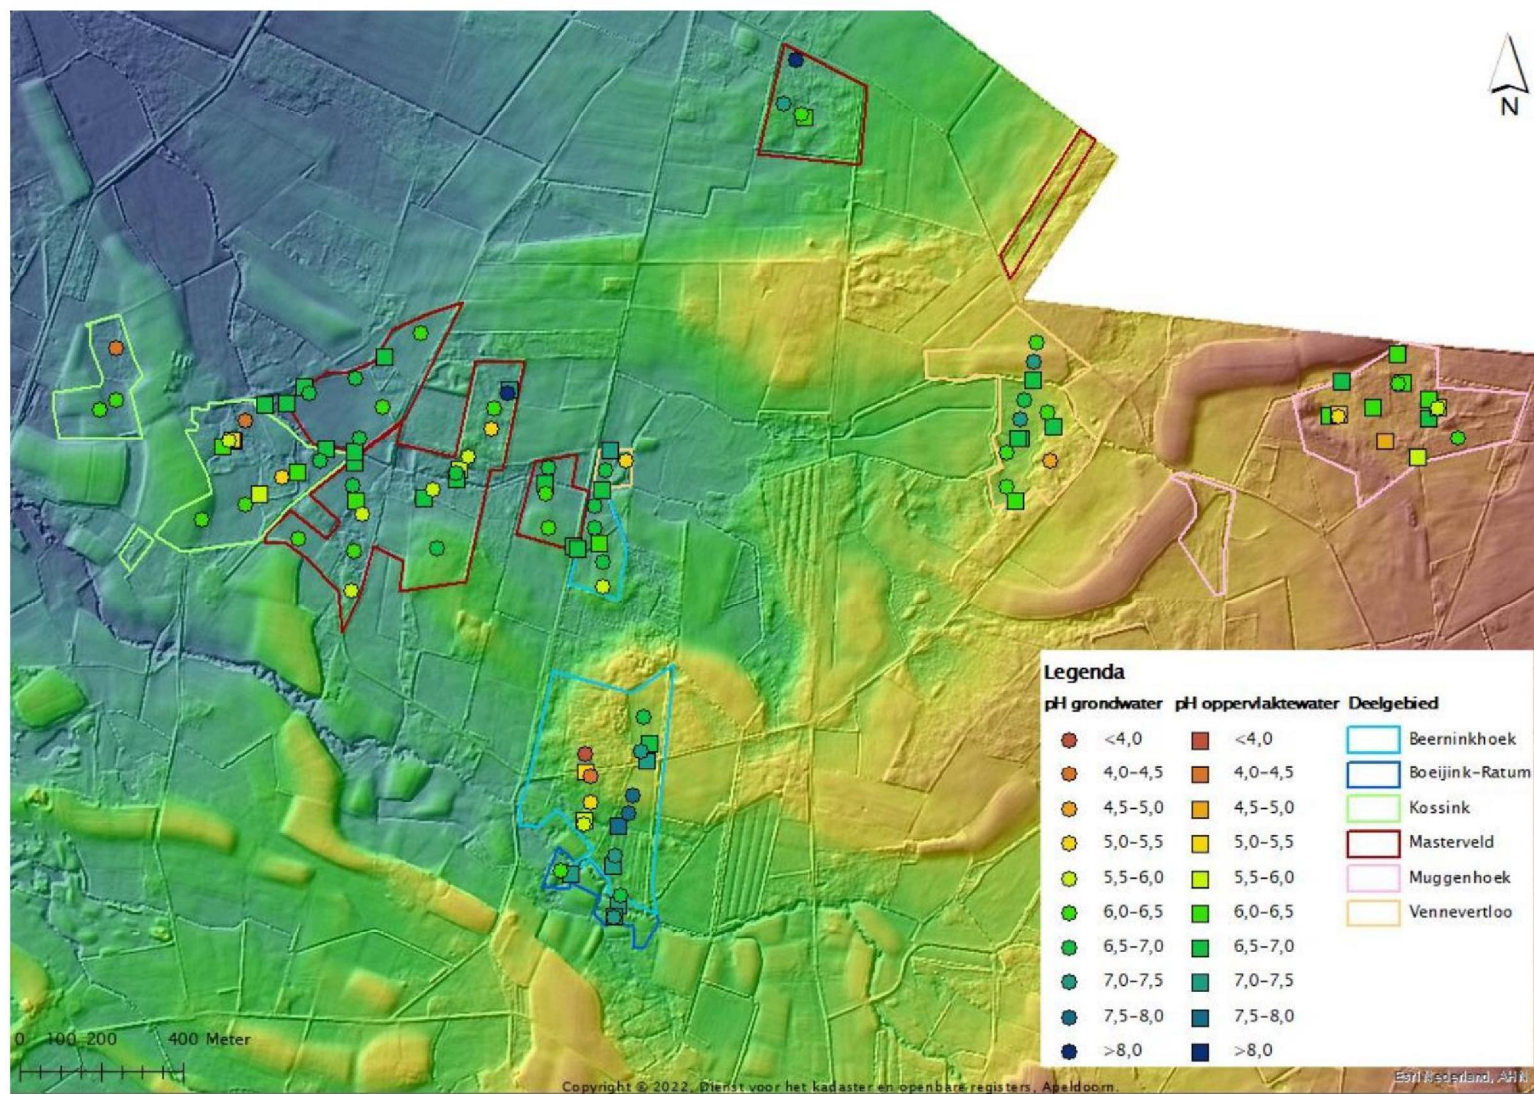 N
Legenda
pH grondwater pH oppervlaktewater Deelgebied
<4,0 <4,0 Beerninkhoek
4,0-4,5 4,0-4,5 Boeijink-Ratum
4,5-5,0 4,5-5,0 Kossink
5,0-5,5 5,0-5,5 Masterveld
5,5-6,0 5,5-6,0 Muggenhoek
6,0-6,5 6,0-6,5 Vennevertloo
6,5-7,0 6,5-7,0
7,0-7,5 7,0-7,5
7,5-8,0 7,5-8,0
>8,0 >8,0
0 100 200 400 Meter
Copyright © 2022, Dienst voor het kadaster en openbare registers, Apeldoorn.
Esri Nederland, AHN